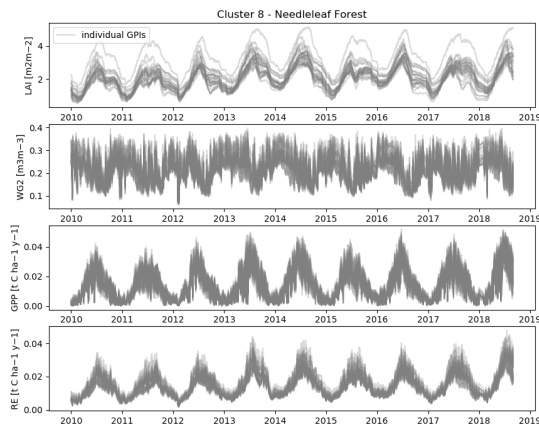 Cluster 8 - Needleleaf Forest
individual GPIs
LAI [m2m−2]
4
2
2010 2011 2012 2013 2014 2015 2016 2017 2018 2019
WG2 [m3m−3]
0.4
0.3
0.2
0.1
2010 2011 2012 2013 2014 2015 2016 2017 2018 2019
GPP [t C ha−1 y−1]
0.04
0.02
0.00
2010 2011 2012 2013 2014 2015 2016 2017 2018 2019
RE [t C ha−1 y−1]
0.04
0.02
0.00
2010 2011 2012 2013 2014 2015 2016 2017 2018 2019